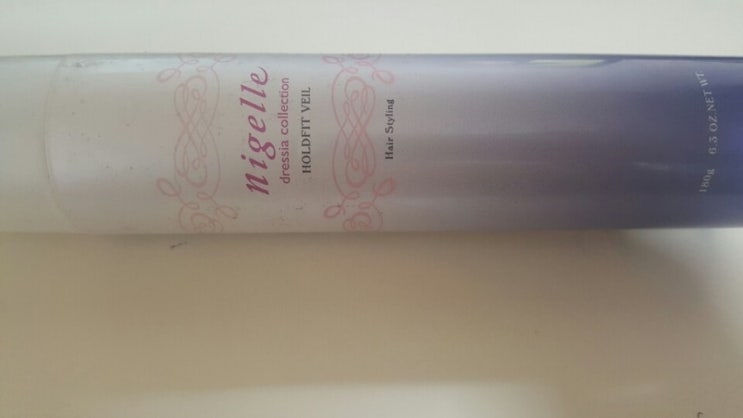 nigelle
dressia collection
HOLDFIT VEIL
Hair Styling
180g 6.3 OZ.NET WT.